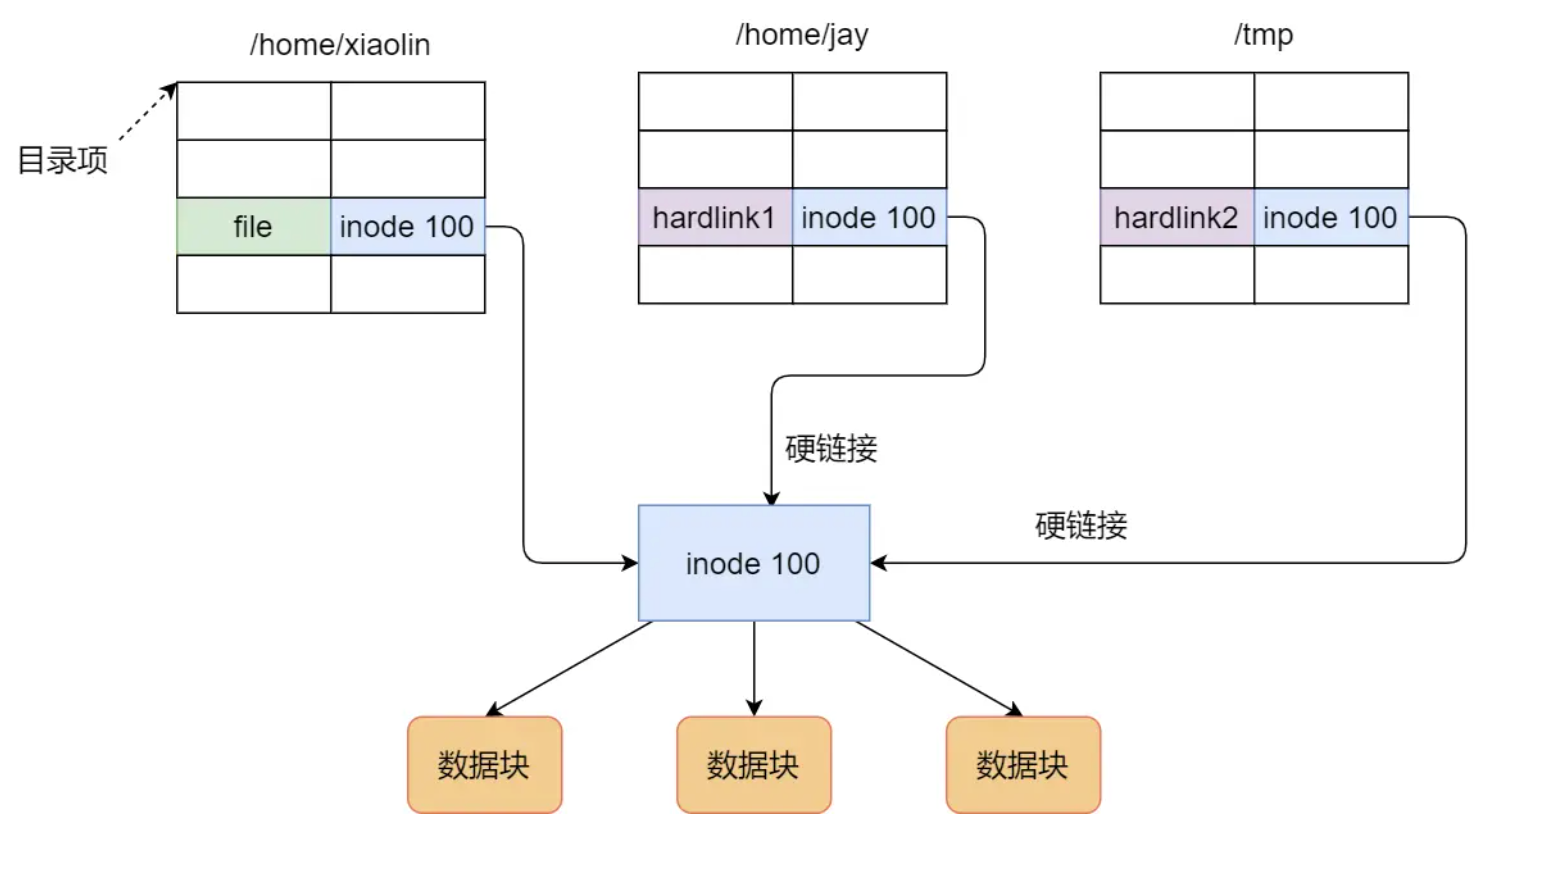 /home/xiaolin
/home/jay
/tmp
目录项
file
inode 100
hardlink1
inode 100
hardlink2
inode 100
硬链接
硬链接
inode 100
数据块
数据块
数据块